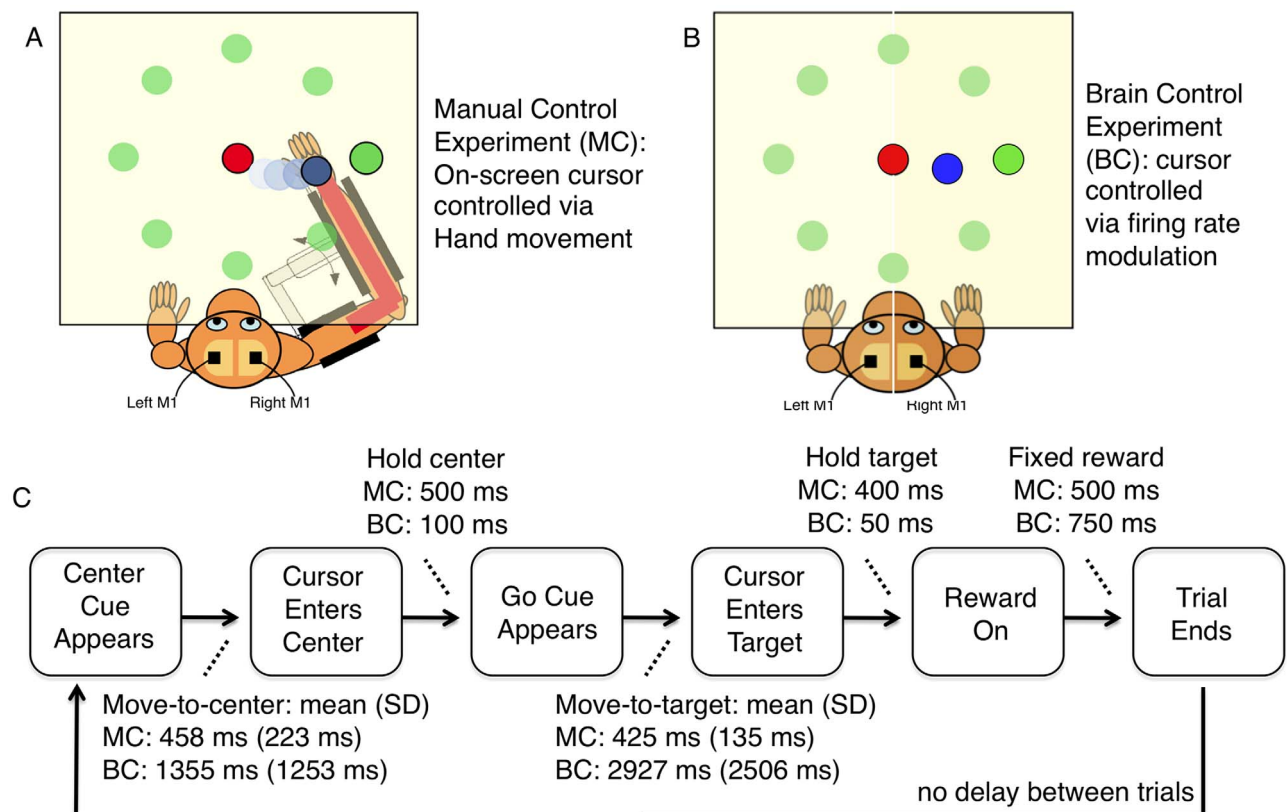 A
Manual Control
Experiment (MC):
On-screen cursor
controlled via
Hand movement
Left M1
Right M1
B
Brain Control
Experiment
(BC): cursor
controlled
via firing rate
modulation
Left M1
Right M1
C
Hold center
MC: 500 ms
BC: 100 ms
Hold target
MC: 400 ms
BC: 50 ms
Fixed reward
MC: 500 ms
BC: 750 ms
Center
Cue
Appears
Cursor
Enters
Center
Go Cue
Appears
Cursor
Enters
Target
Reward
On
Trial
Ends
Move-to-center: mean (SD)
MC: 458 ms (223 ms)
BC: 1355 ms (1253 ms)
Move-to-target: mean (SD)
MC: 425 ms (135 ms)
BC: 2927 ms (2506 ms)
no delay between trials